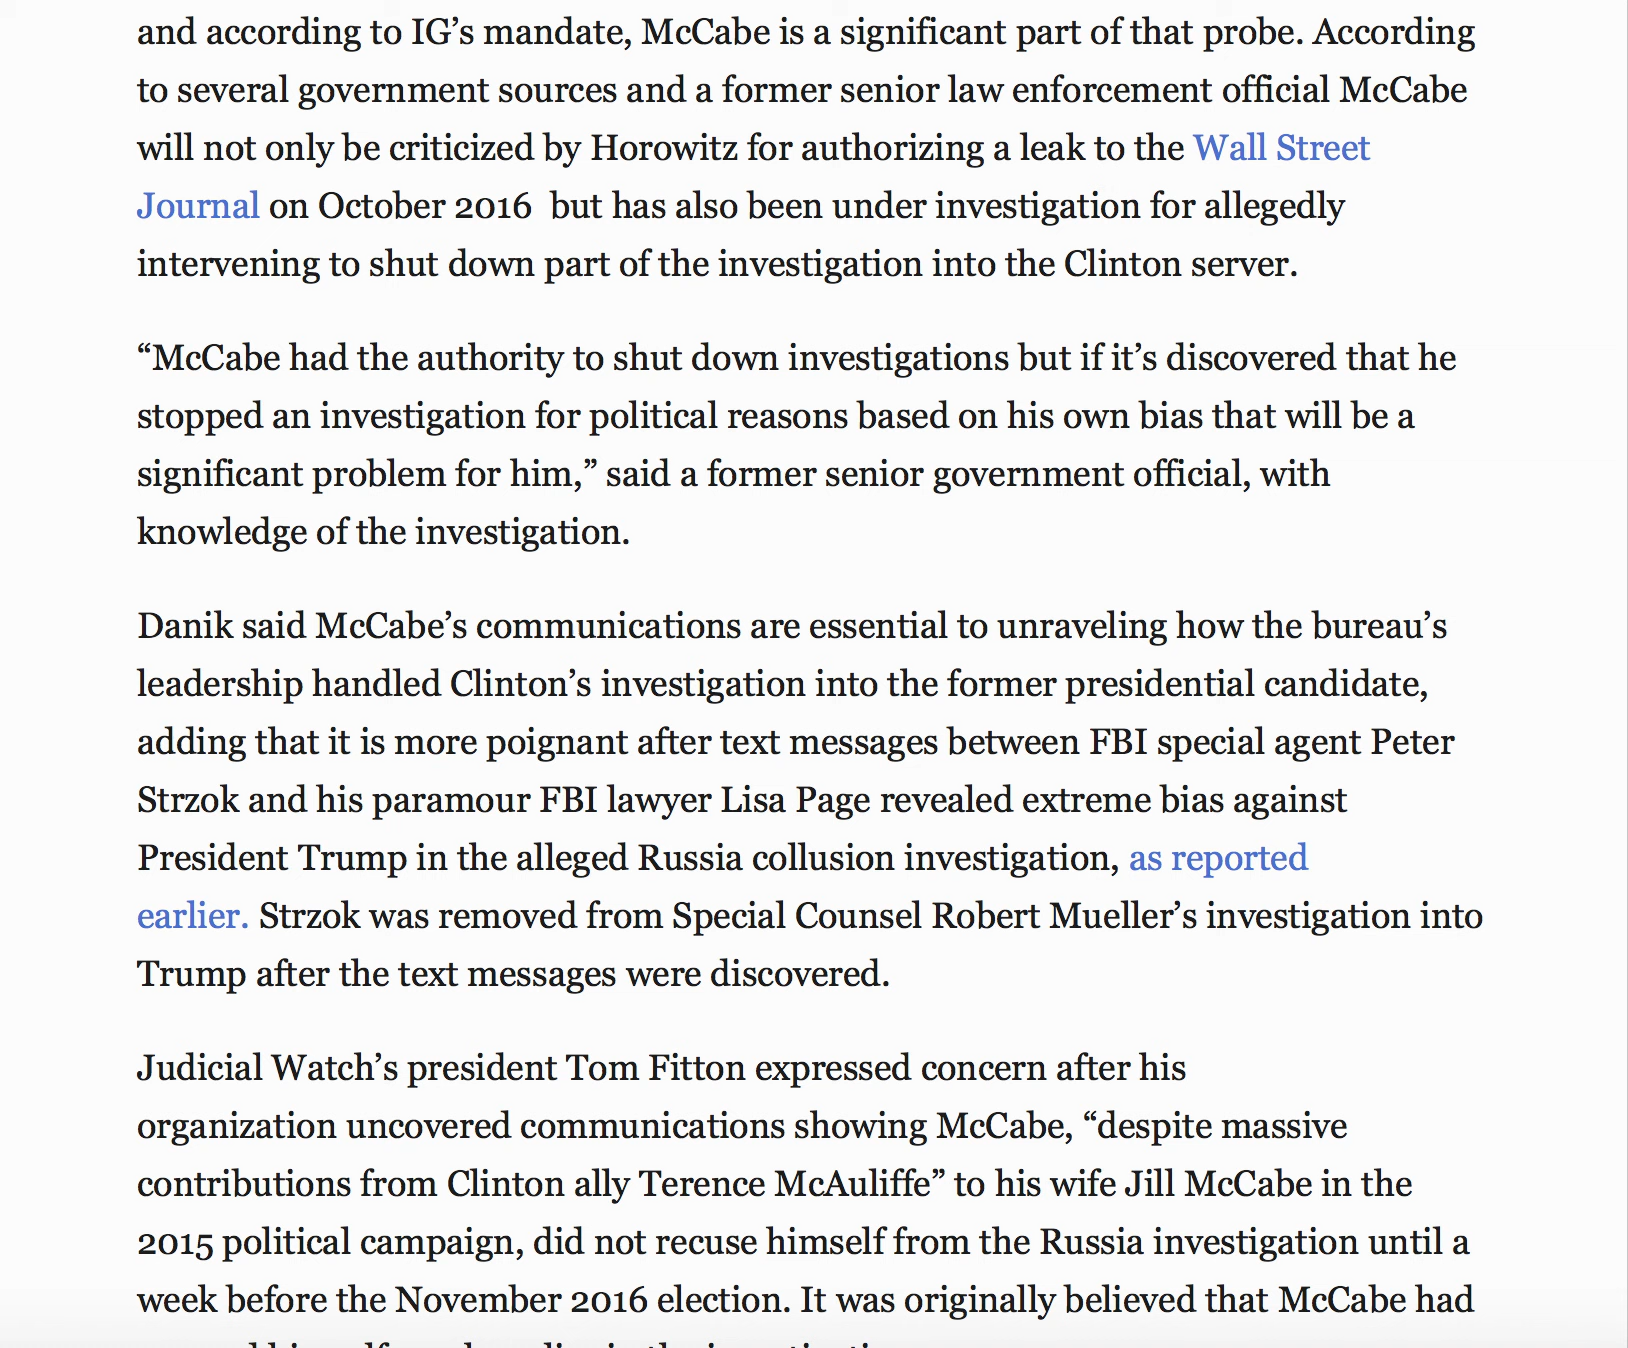 and according to IG’s mandate, McCabe is a significant part of that probe. According
to several government sources and a former senior law enforcement official McCabe
will not only be criticized by Horowitz for authorizing a leak to the Wall Street
Journal on October 2016  but has also been under investigation for allegedly
intervening to shut down part of the investigation into the Clinton server.
“McCabe had the authority to shut down investigations but if it’s discovered that he
stopped an investigation for political reasons based on his own bias that will be a
significant problem for him,” said a former senior government official, with
knowledge of the investigation.
Danik said McCabe’s communications are essential to unraveling how the bureau’s
leadership handled Clinton’s investigation into the former presidential candidate,
adding that it is more poignant after text messages between FBI special agent Peter
Strzok and his paramour FBI lawyer Lisa Page revealed extreme bias against
President Trump in the alleged Russia collusion investigation, as reported
earlier. Strzok was removed from Special Counsel Robert Mueller’s investigation into
Trump after the text messages were discovered.
Judicial Watch’s president Tom Fitton expressed concern after his
organization uncovered communications showing McCabe, “despite massive
contributions from Clinton ally Terence McAuliffe” to his wife Jill McCabe in the
2015 political campaign, did not recuse himself from the Russia investigation until a
week before the November 2016 election. It was originally believed that McCabe had